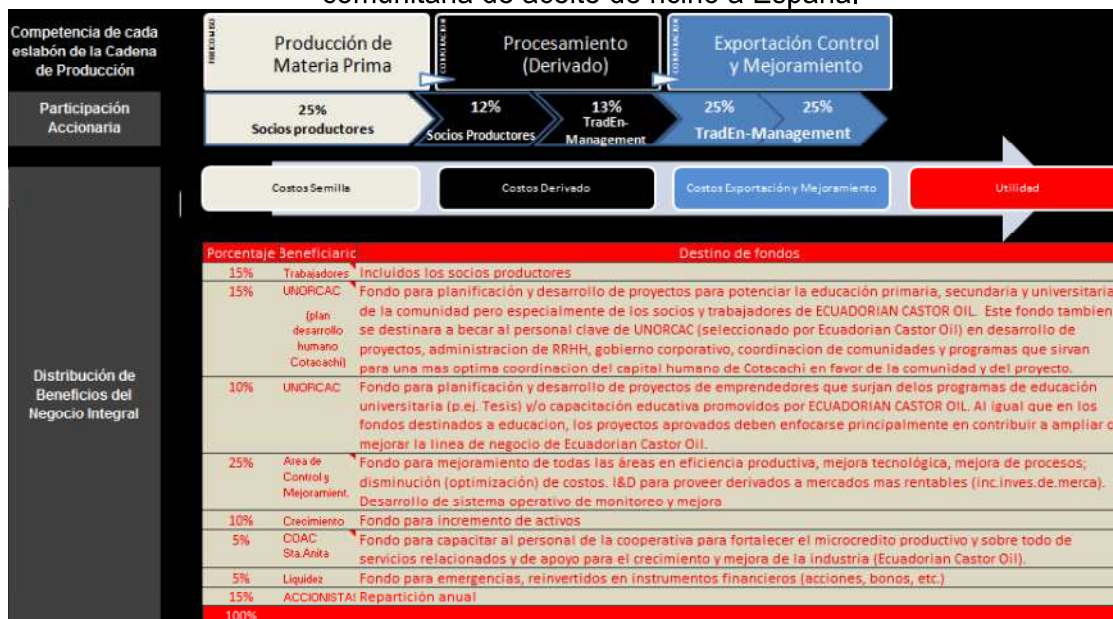 comunitaria de aceite de ricino a España.
Competencia de cada
eslabón de la Cadena
de Producción
FIDEICOMISO
Producción de
Materia Prima
CORPORACION
Procesamiento
(Derivado)
CORPORACION
Exportación Control
y Mejoramiento
Participación
Accionaria
25%
Socios productores
12%
Socios Productores
13%
TradEn-
Management
25% 25%
TradEn-Management
Costos Semilla
Costos Derivado
Costos Exportación y Mejoramiento
Utilidad
Distribución de
Beneficios del
Negocio Integral
Porcentaje Beneficiaric Destino de fondos
15% Trabajadores Incluidos los socios productores
15% UNORCAC Fondo para planificación y desarrollo de proyectos para potenciar la educación primaria, secundaria y universitaria
(plan desarrollo humano Cotacachi) de la comunidad pero especialmente de los socios y trabajadores de ECUADORIAN CASTOR OIL. Este fondo tambien
se destinara a becar al personal clave de UNORCAC (seleccionado por Ecuadorian Castor Oil) en desarrollo de
proyectos, administracion de RRHH, gobierno corporativo, coordinacion de comunidades y programas que sirvan
para una mas optima coordinacion del capital humano de Cotacachi en favor de la comunidad y del proyecto.
10% UNORCAC Fondo para planificación y desarrollo de proyectos de emprendedores que surjan delos programas de educación
universitaria (p.ej. Tesis) y/o capacitación educativa promovidos por ECUADORIAN CASTOR OIL. Al igual que en los
fondos destinados a educacion, los proyectos aprovados deben enfocarse principalmente en contribuir a ampliar o
mejorar la linea de negocio de Ecuadorian Castor Oil.
25% Area de Control y Mejoramient. Fondo para mejoramiento de todas las áreas en eficiencia productiva, mejora tecnológica, mejora de procesos;
disminución (optimización) de costos. I&D para proveer derivados a mercados mas rentables (inc.inves.de.merca).
Desarrollo de sistema operativo de monitoreo y mejora
10% Crecimiento Fondo para incremento de activos
5% COAC Sta.Anita Fondo para capacitar al personal de la cooperativa para fortalecer el microcredito productivo y sobre todo de
servicios relacionados y de apoyo para el crecimiento y mejora de la industria (Ecuadorian Castor Oil).
5% Liquidez Fondo para emergencias, reinvertidos en instrumentos financieros (acciones, bonos, etc.)
15% ACCIONISTAS Repartición anual
100%